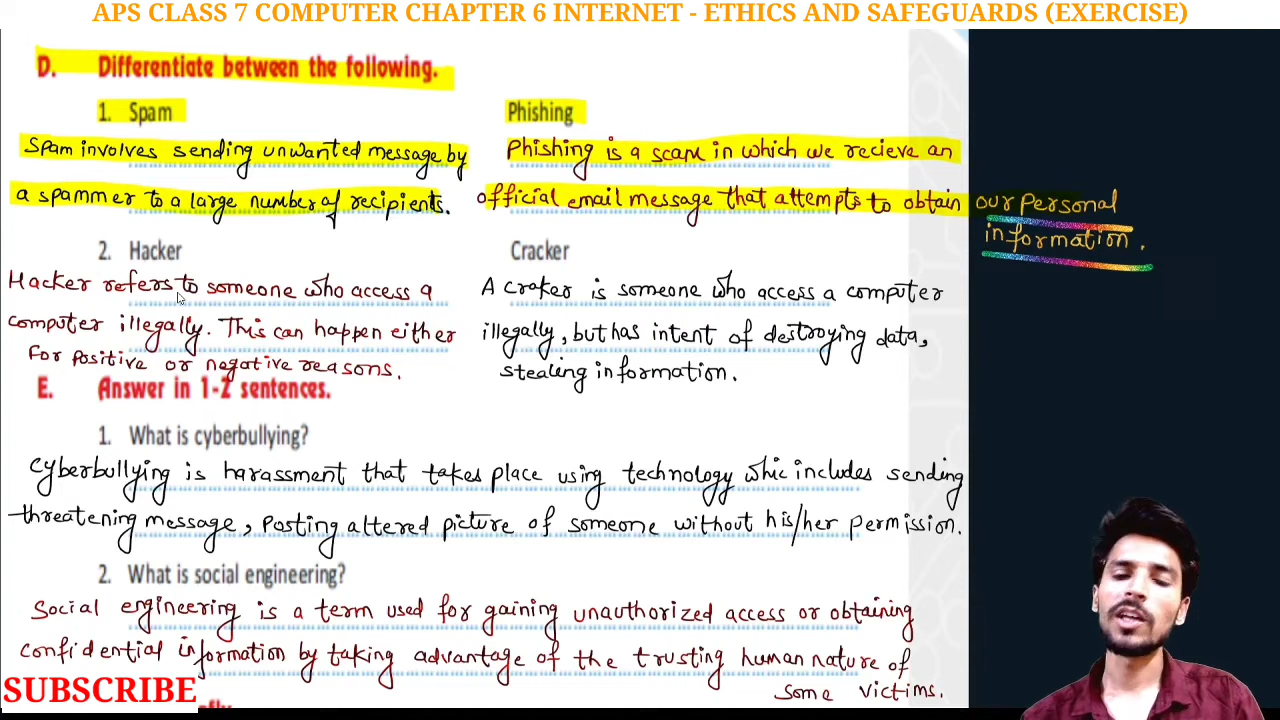 APS CLASS 7 COMPUTER CHAPTER 6 INTERNET - ETHICS AND SAFEGUARDS (EXERCISE)
D. Differentiate between the following.
1. Spam Phishing
Spam involves sending unwanted message by
a spammer to a large number of recipients.
Phishing is a scam in which we recieve an
official email message that attempts to obtain our personal
information.
2. Hacker Cracker
Hacker refers to someone who access a
computer illegally. This can happen either
for positive or negative reasons.
A craker is someone who access a computer
illegally, but has intent of destroying data,
stealing information.
E. Answer in 1-2 sentences.
1. What is cyberbullying?
Cyberbullying is harassment that takes place using technology whic includes sending
threatening message, posting altered picture of someone without his/her permission.
2. What is social engineering?
Social engineering is a term used for gaining unauthorized access or obtaining
confidential information by taking advantage of the trusting human nature of
some victims.
SUBSCRIBE